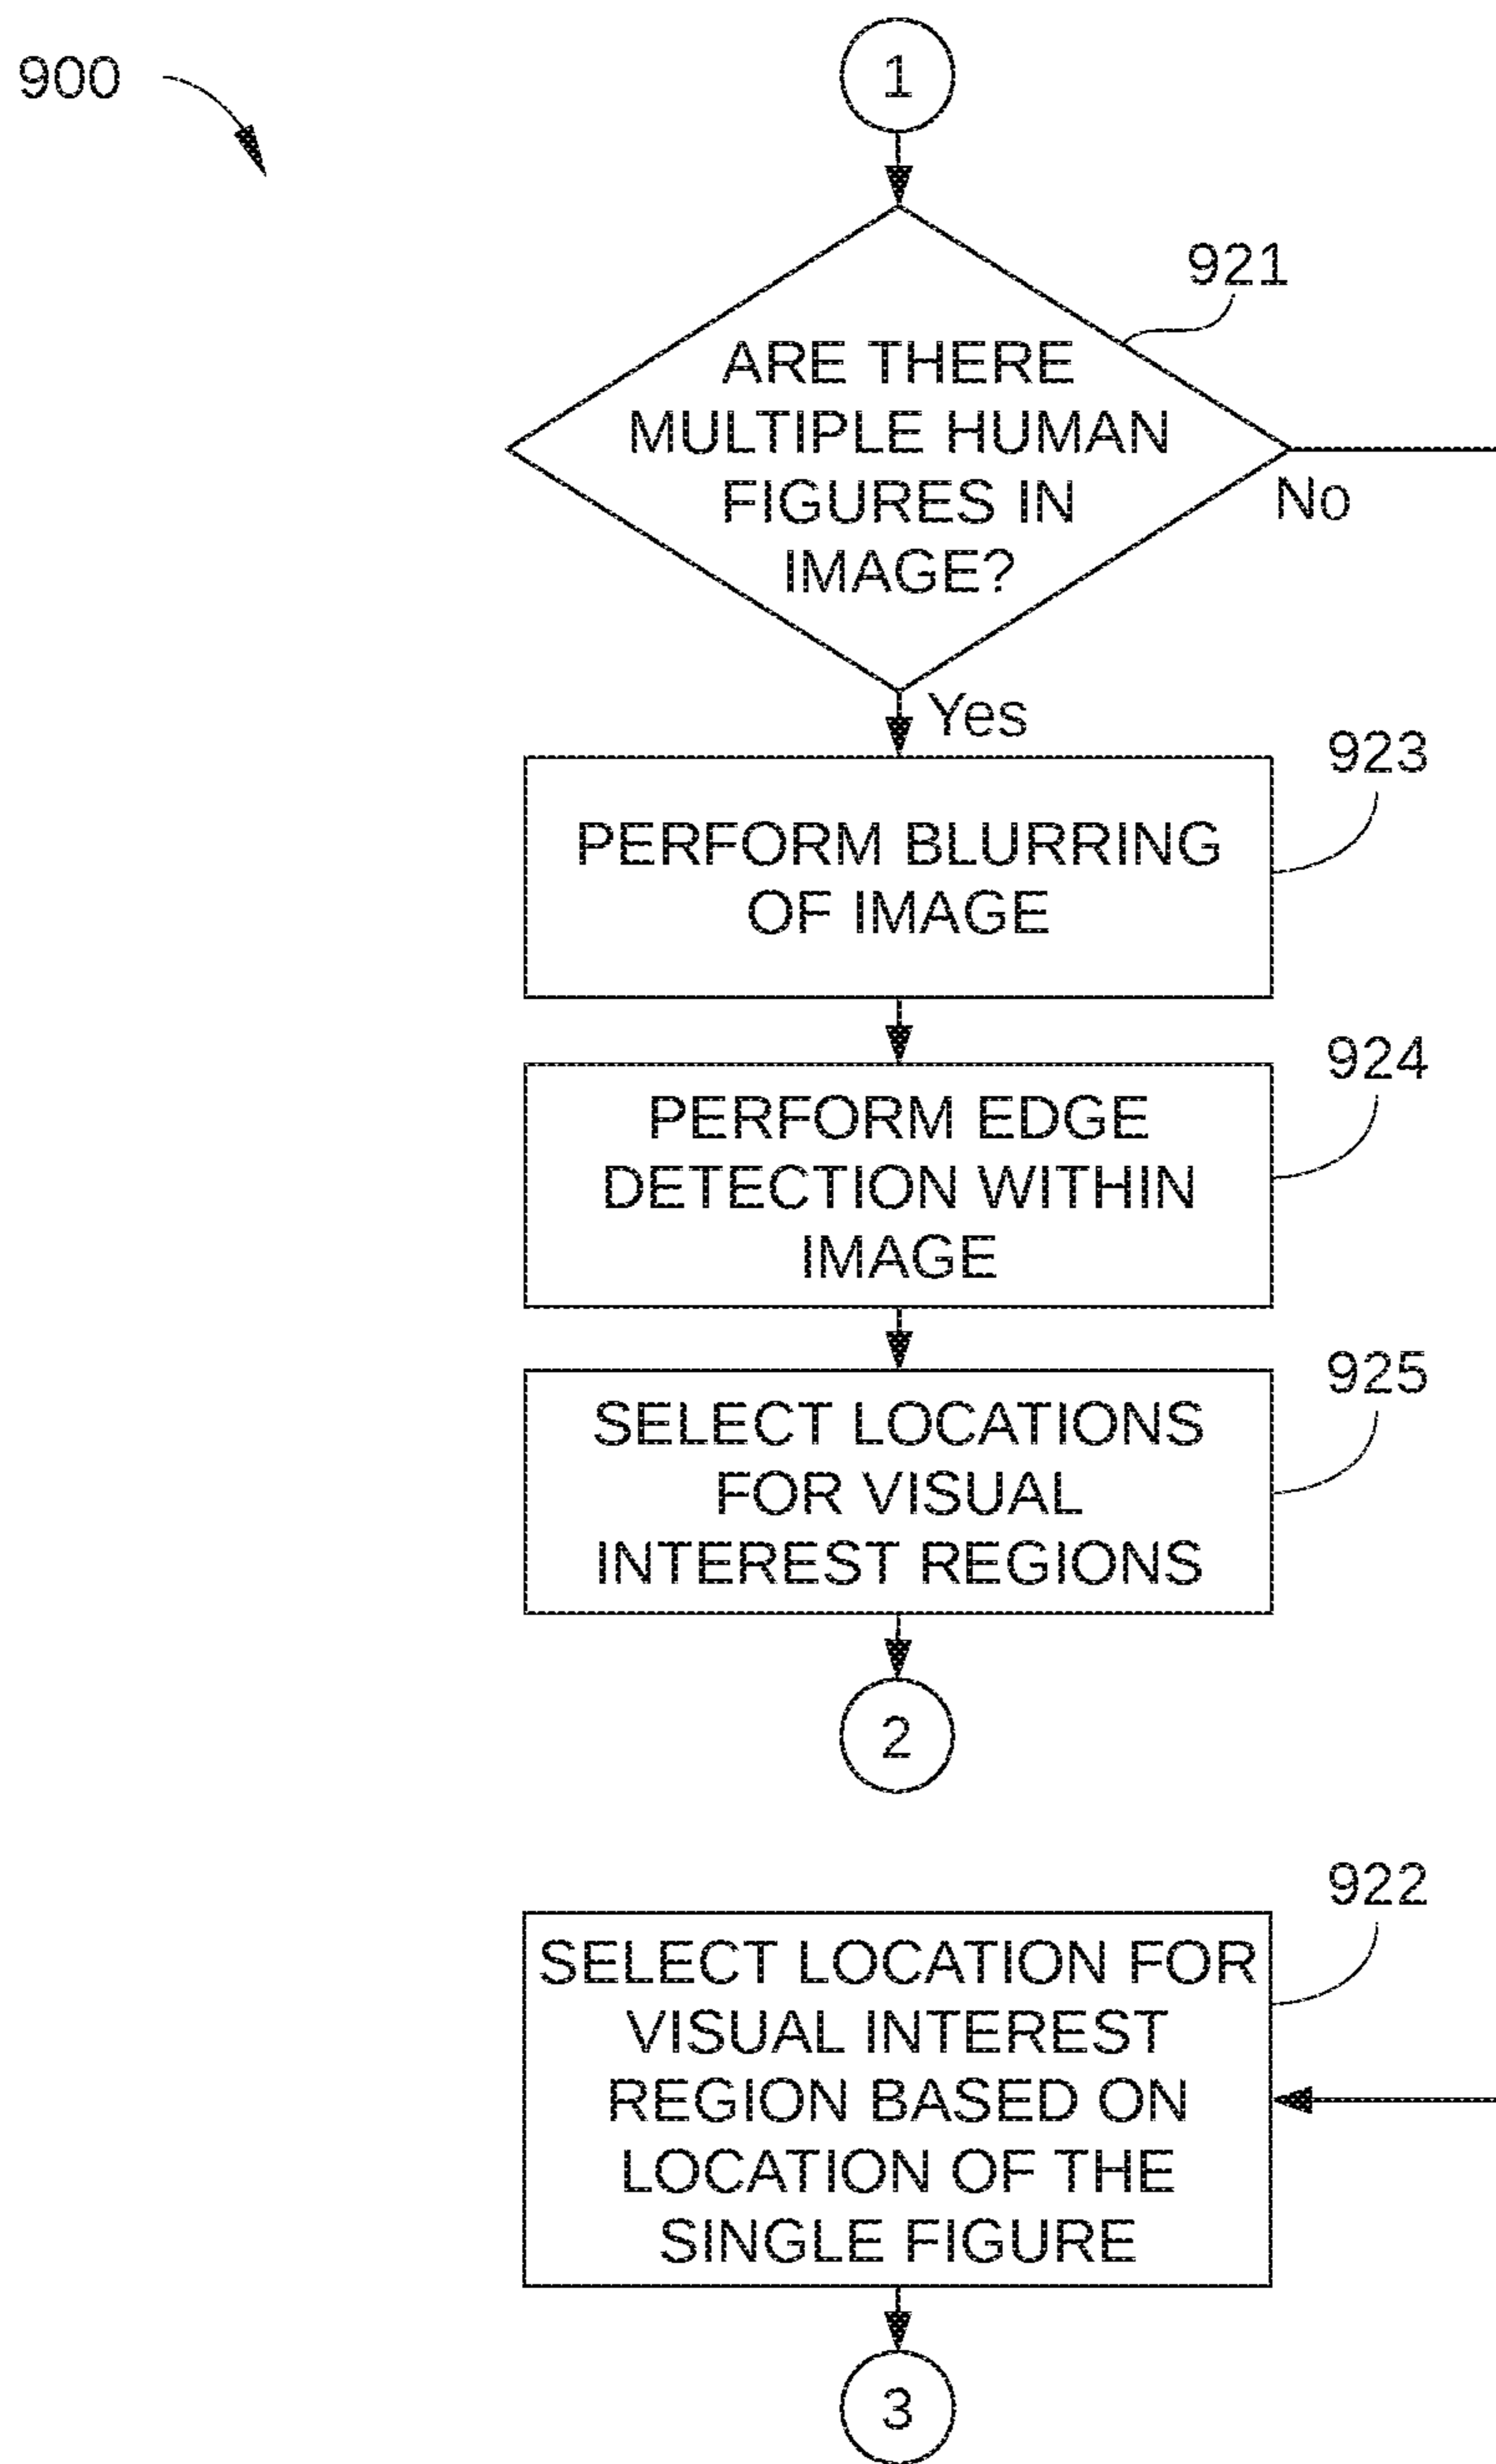 900
1
921
ARE THERE
MULTIPLE HUMAN
FIGURES IN
IMAGE?
No
Yes
923
PERFORM BLURRING
OF IMAGE
924
PERFORM EDGE
DETECTION WITHIN
IMAGE
925
SELECT LOCATIONS
FOR VISUAL
INTEREST REGIONS
2
922
SELECT LOCATION FOR
VISUAL INTEREST
REGION BASED ON
LOCATION OF THE
SINGLE FIGURE
3